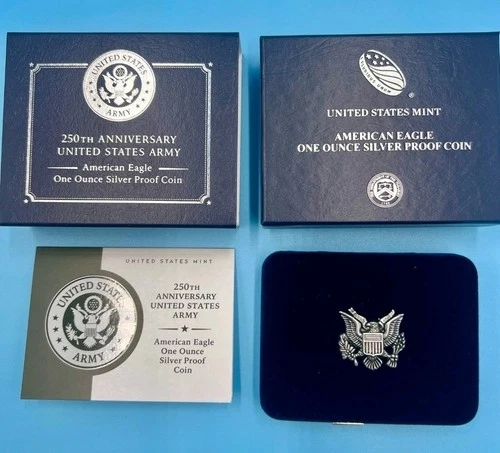 UNITED STATES
ARMY
250TH ANNIVERSARY
UNITED STATES ARMY
American Eagle
One Ounce Silver Proof Coin
UNITED STATES MINT
AMERICAN EAGLE
ONE OUNCE SILVER PROOF COIN
UNITED STATES MINT
UNITED STATES
ARMY
250TH
ANNIVERSARY
UNITED STATES
ARMY
American Eagle
One Ounce
Silver Proof
Coin